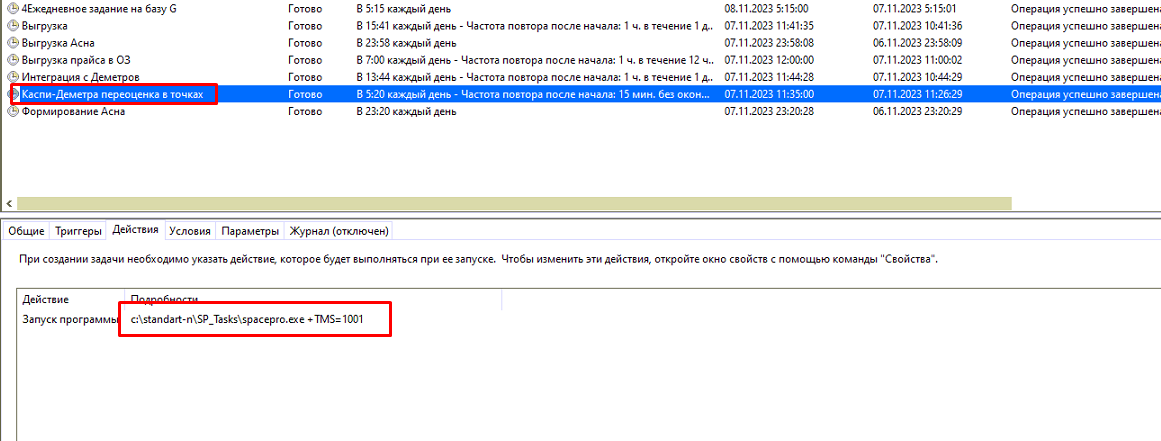 4Ежедневное задание на базу G Готово В 5:15 каждый день 08.11.2023 5:15:00 07.11.2023 5:15:01 Операция успешно завершена
Выгрузка Готово В 15:41 каждый день - Частота повтора после начала: 1 ч. в течение 1 д.. 07.11.2023 11:41:35 07.11.2023 10:41:36 Операция успешно завершена
Выгрузка Асна Готово В 23:58 каждый день 07.11.2023 23:58:08 06.11.2023 23:58:09 Операция успешно завершена
Выгрузка прайса в ОЗ Готово В 7:00 каждый день - Частота повтора после начала: 1 ч. в течение 12 ч.. 07.11.2023 12:00:00 07.11.2023 11:00:02 Операция успешно завершена
Интеграция с Деметров Готово В 13:44 каждый день - Частота повтора после начала: 1 ч. в течение 1 д.. 07.11.2023 11:44:28 07.11.2023 10:44:29 Операция успешно завершена
Каспи-Деметра переоценка в точках Готово В 5:20 каждый день - Частота повтора после начала: 15 мин. без окон... 07.11.2023 11:35:00 07.11.2023 11:26:29 Операция успешно завершена
Формирование Асна Готово В 23:20 каждый день 07.11.2023 23:20:28 06.11.2023 23:20:29 Операция успешно завершена
Общие Триггеры Действия Условия Параметры Журнал (отключен)
При создании задачи необходимо указать действие, которое будет выполняться при ее запуске. Чтобы изменить эти действия, откройте окно свойств с помощью команды "Свойства".
Действие Подробности
Запуск программы c:\standart-n\SP_Tasks\spacepro.exe +TMS=1001